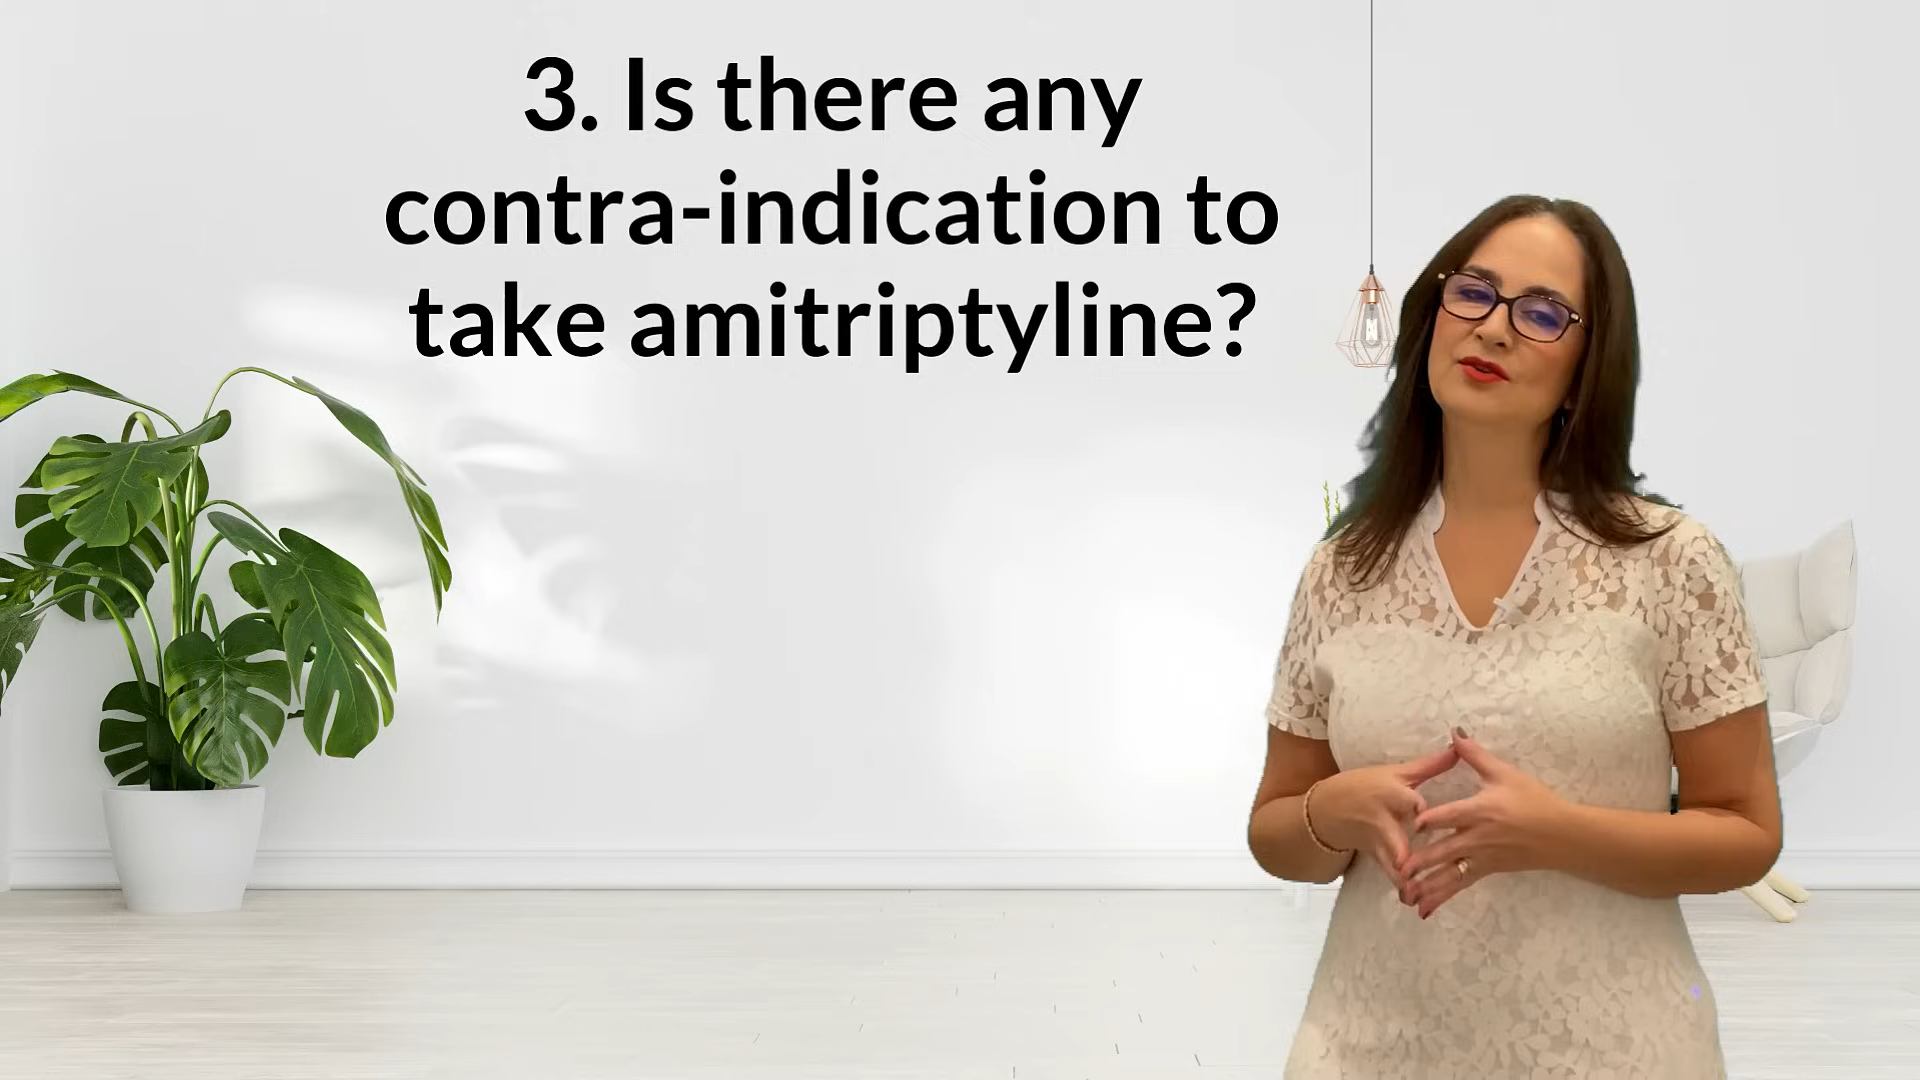 3. Is there any
contra-indication to
take amitriptyline?